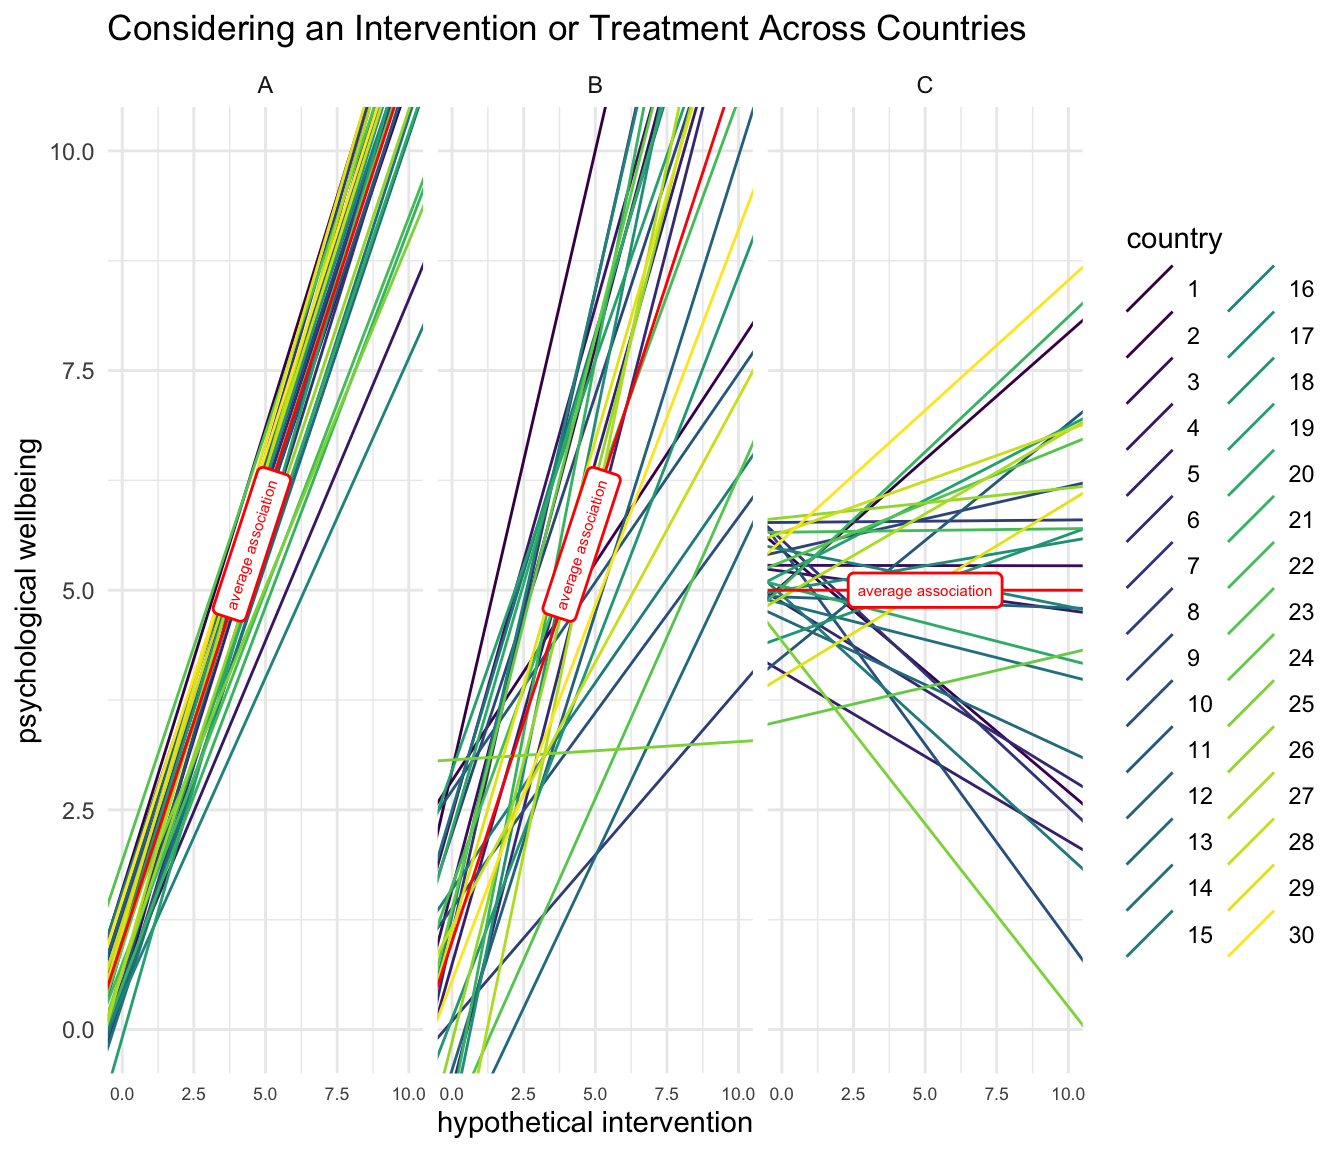 Considering an Intervention or Treatment Across Countries
A
B
C
10.0
7.5
5.0
2.5
0.0
psychological wellbeing
average association
average association
average association
0.0 2.5 5.0 7.5 10.0
0.0 2.5 5.0 7.5 10.0
0.0 2.5 5.0 7.5 10.0
hypothetical intervention
country
1
2
3
4
5
6
7
8
9
10
11
12
13
14
15
16
17
18
19
20
21
22
23
24
25
26
27
28
29
30